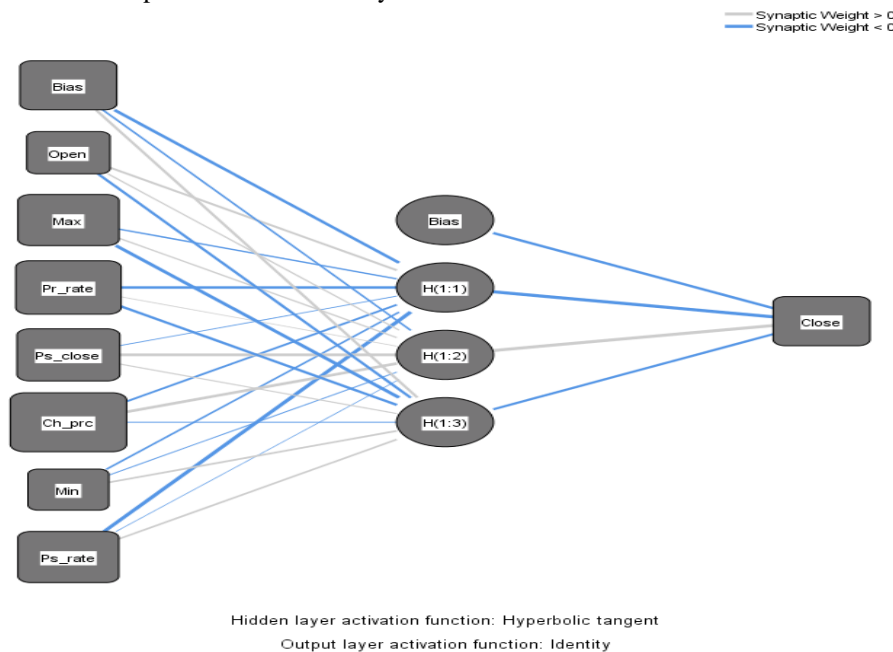 Synaptic Weight > 0
Synaptic Weight < 0
Bias
Open
Max
Pr_rate
Ps_close
Ch_prc
Min
Ps_rate
Bias
H(1:1)
H(1:2)
H(1:3)
Close
Hidden layer activation function: Hyperbolic tangent
Output layer activation function: Identity